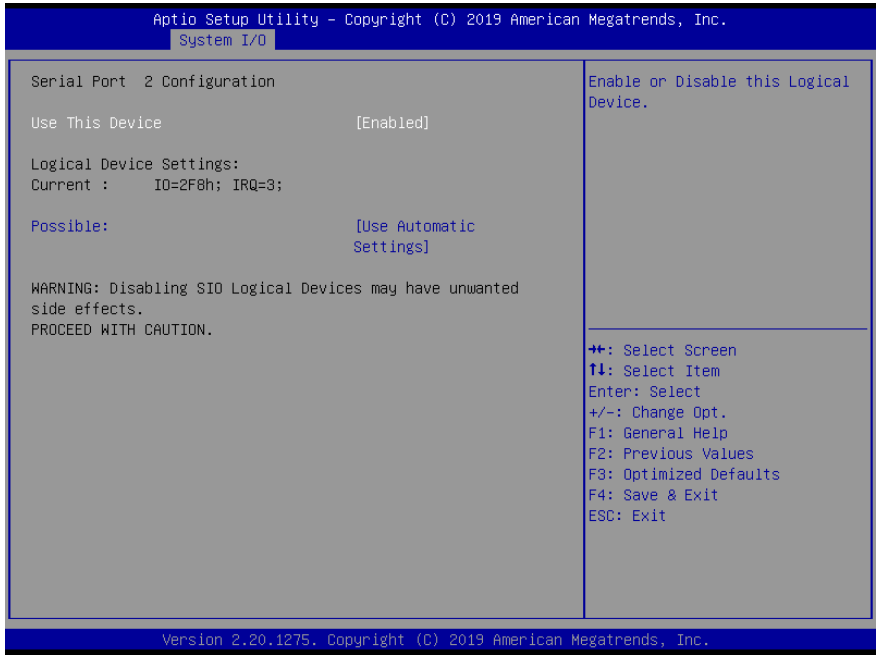 Aptio Setup Utility – Copyright (C) 2019 American Megatrends, Inc.
System I/O
Serial Port  2 Configuration
Use This Device [Enabled]
Logical Device Settings:
Current :     IO=2F8h; IRQ=3;
Possible: [Use Automatic
Settings]
WARNING: Disabling SIO Logical Devices may have unwanted
side effects.
PROCEED WITH CAUTION.
Enable or Disable this Logical
Device.
→←: Select Screen
↑↓: Select Item
Enter: Select
+/-: Change Opt.
F1: General Help
F2: Previous Values
F3: Optimized Defaults
F4: Save & Exit
ESC: Exit
Version 2.20.1275. Copyright (C) 2019 American Megatrends, Inc.